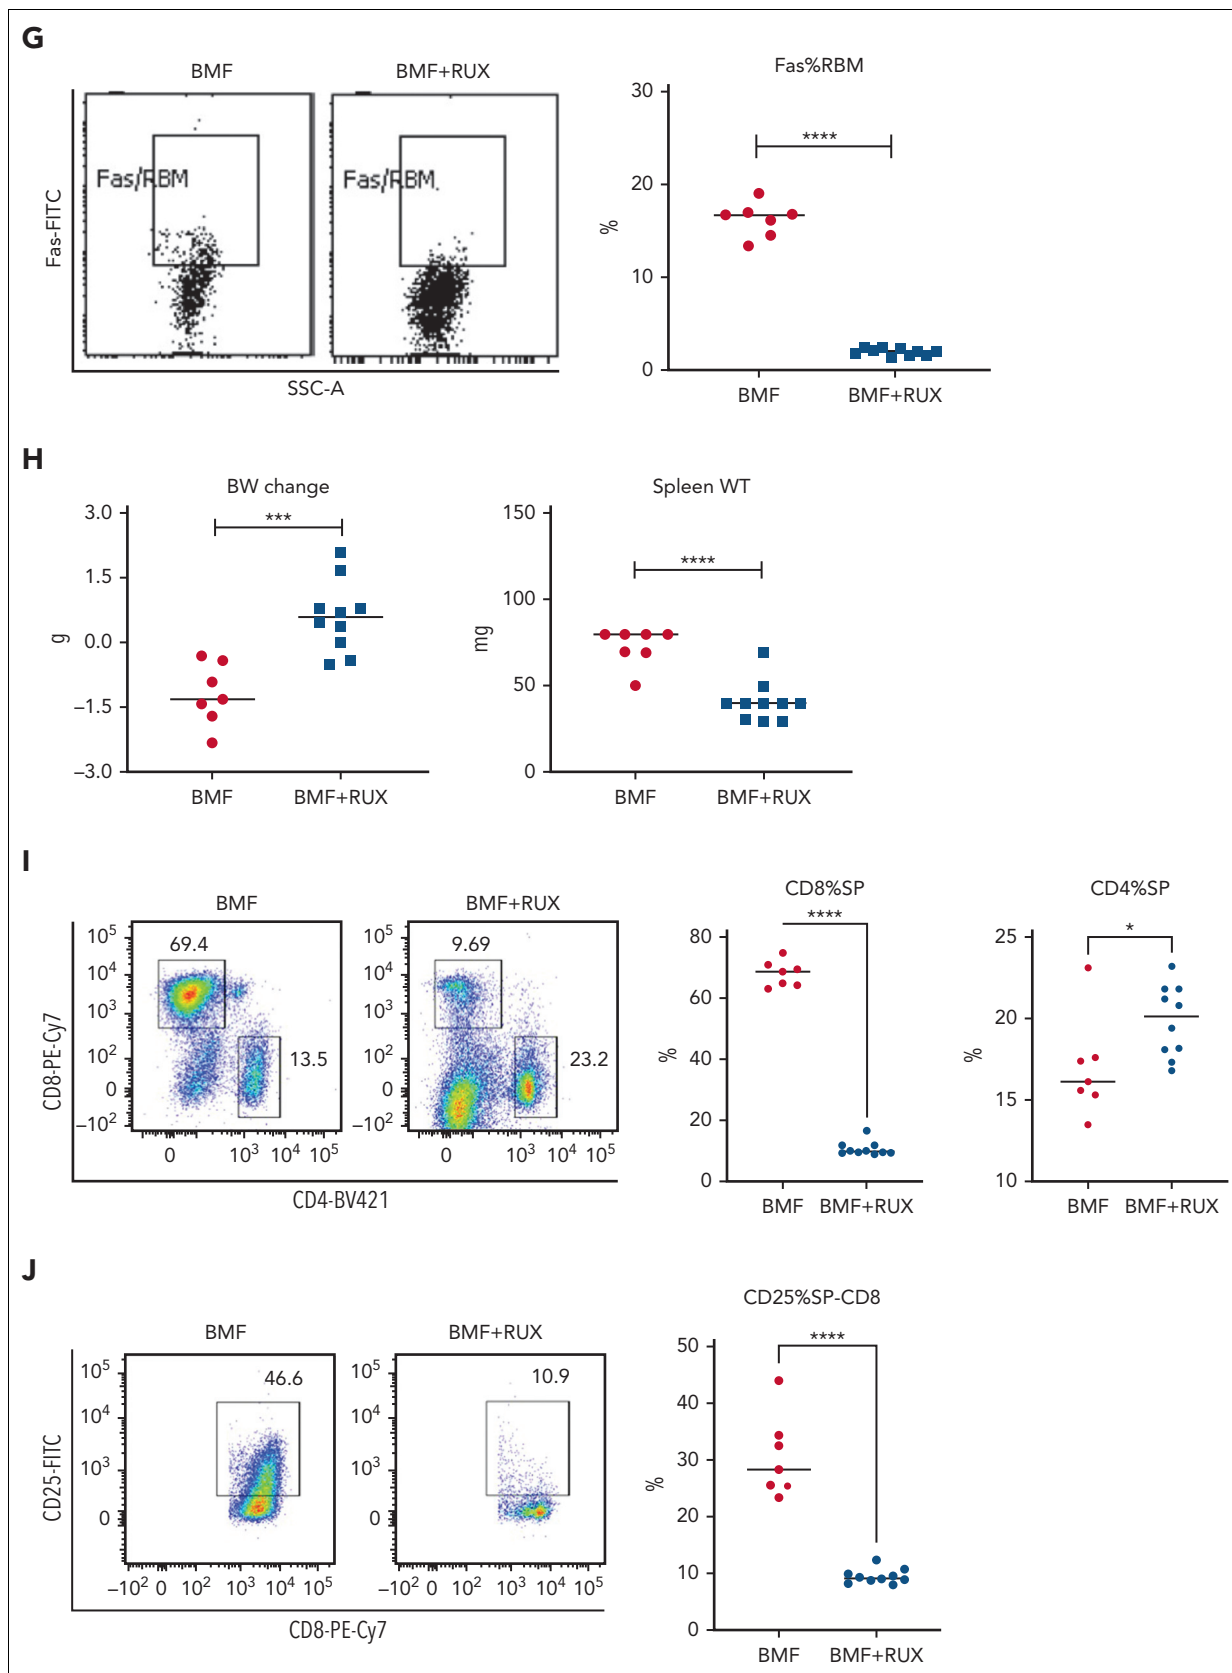 G
BMF
BMF+RUX
Fas/RBM
Fas/RBM
Fas-FITC
SSC-A
Fas%RBM
****
30
20
10
0
%
BMF
BMF+RUX
H
BW change
***
3.0
1.5
0.0
–1.5
–3.0
g
BMF
BMF+RUX
Spleen WT
****
150
100
50
0
mg
BMF
BMF+RUX
I
BMF
BMF+RUX
10⁵
10⁴
10³
10²
0
–10²
69.4
13.5
0
10³
10⁴
10⁵
10⁵
10⁴
10³
10²
0
–10²
9.69
23.2
0
10³
10⁴
10⁵
CD8-PE-Cy7
CD4-BV421
CD8%SP
****
80
60
40
20
0
%
BMF
BMF+RUX
CD4%SP
*
25
20
15
10
%
BMF
BMF+RUX
J
BMF
BMF+RUX
10⁵
10⁴
10³
0
46.6
–10²
0
10²
10³
10⁴
10⁵
10⁵
10⁴
10³
0
10.9
–10²
0
10²
10³
10⁴
10⁵
CD25-FITC
CD8-PE-Cy7
CD25%SP-CD8
****
50
40
30
20
10
0
%
BMF
BMF+RUX